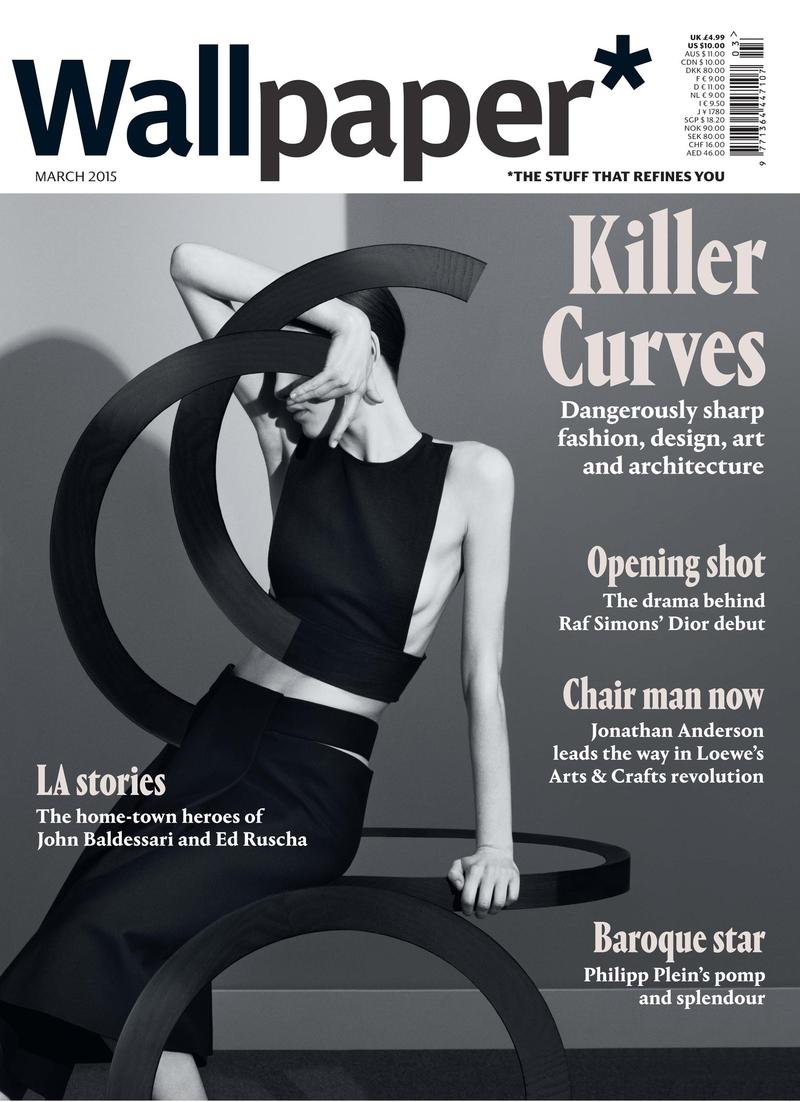 Wallpaper*
MARCH 2015
*THE STUFF THAT REFINES YOU
UK £4.99
US $10.00
AUS $ 11.00
CDN $ 10.00
DKK 80.00
F € 9.00
D € 11.00
NL € 9.00
I € 9.50
J ¥ 1780
SGP $ 18.20
NOK 90.00
SEK 80.00
CHF 16.00
AED 46.00
03>
9 771364 447107
Killer
Curves
Dangerously sharp
fashion, design, art
and architecture
Opening shot
The drama behind
Raf Simons’ Dior debut
Chair man now
Jonathan Anderson
leads the way in Loewe’s
Arts & Crafts revolution
LA stories
The home-town heroes of
John Baldessari and Ed Ruscha
Baroque star
Philipp Plein’s pomp
and splendour